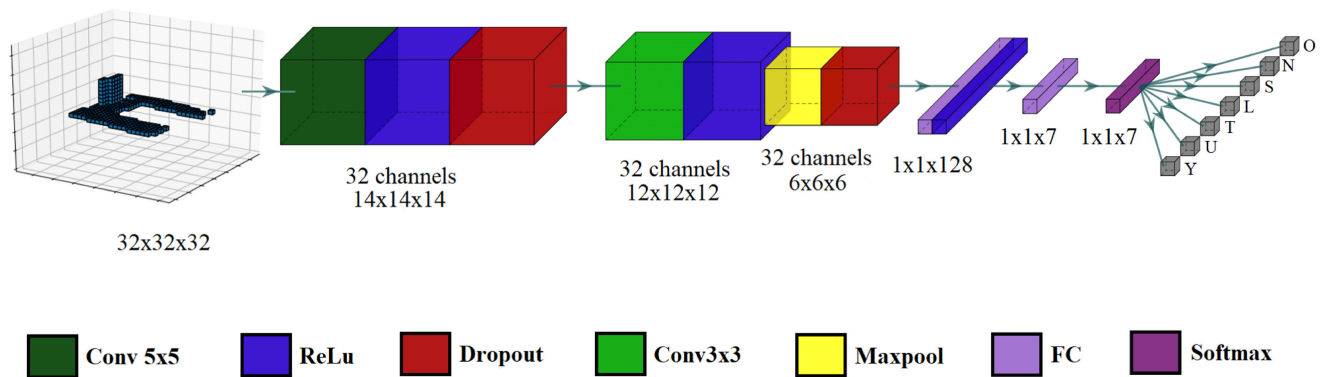 O
N
S
L
T
U
Y
32 channels
14x14x14
32 channels
12x12x12
32 channels
6x6x6
1x1x128
1x1x7
1x1x7
32x32x32
Conv 5x5
ReLu
Dropout
Conv3x3
Maxpool
FC
Softmax